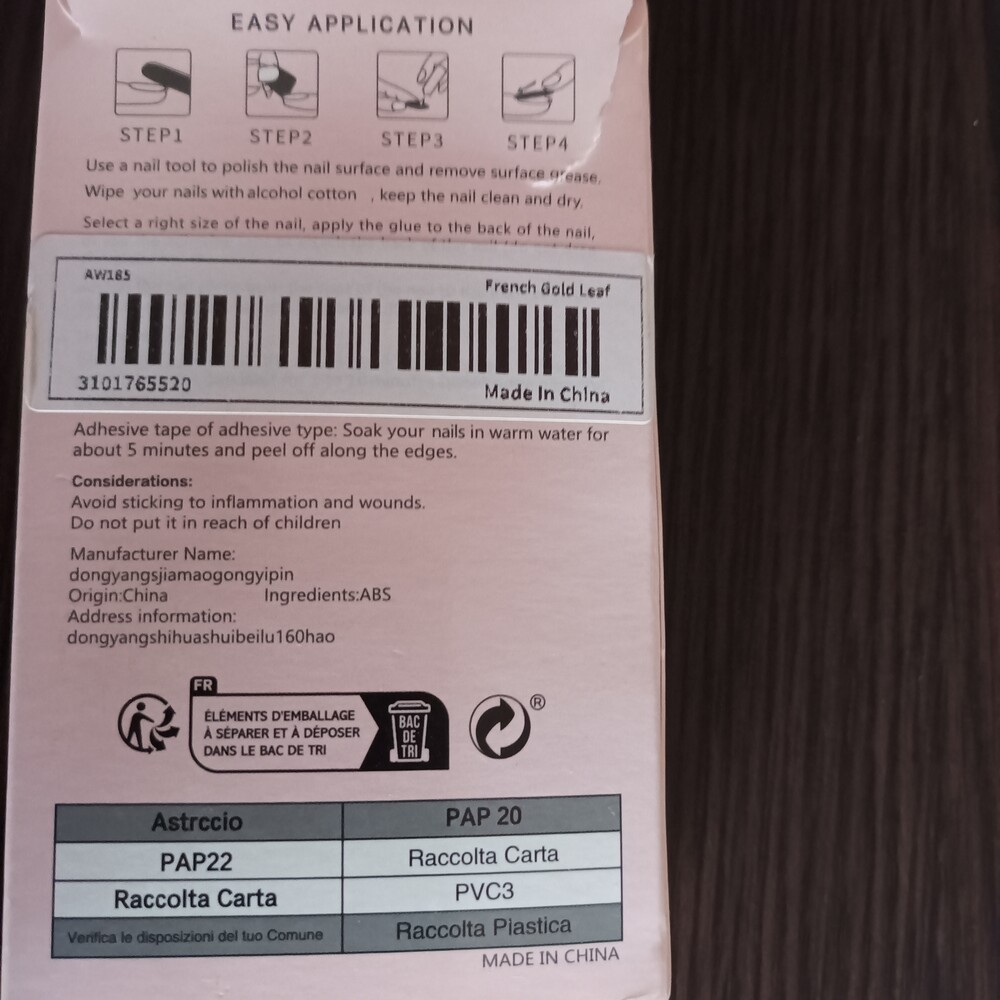 EASY APPLICATION
STEP1 STEP2 STEP3 STEP4
Use a nail tool to polish the nail surface and remove surface grease.
Wipe your nails with alcohol cotton , keep the nail clean and dry.
Select a right size of the nail, apply the glue to the back of the nail,
AW185
French Gold Leaf
3101765520
Made In China
Adhesive tape of adhesive type: Soak your nails in warm water for
about 5 minutes and peel off along the edges.
Considerations:
Avoid sticking to inflammation and wounds.
Do not put it in reach of children
Manufacturer Name:
dongyangsjiamaogongyipin
Origin:China Ingredients:ABS
Address information:
dongyangshihuashuibeilu160hao
FR
ÉLÉMENTS D'EMBALLAGE
À SÉPARER ET À DÉPOSER
DANS LE BAC DE TRI
BAC
DE
TRI
®
Astrccio PAP 20
PAP22 Raccolta Carta
Raccolta Carta PVC3
Verifica le disposizioni del tuo Comune Raccolta Piastica
MADE IN CHINA